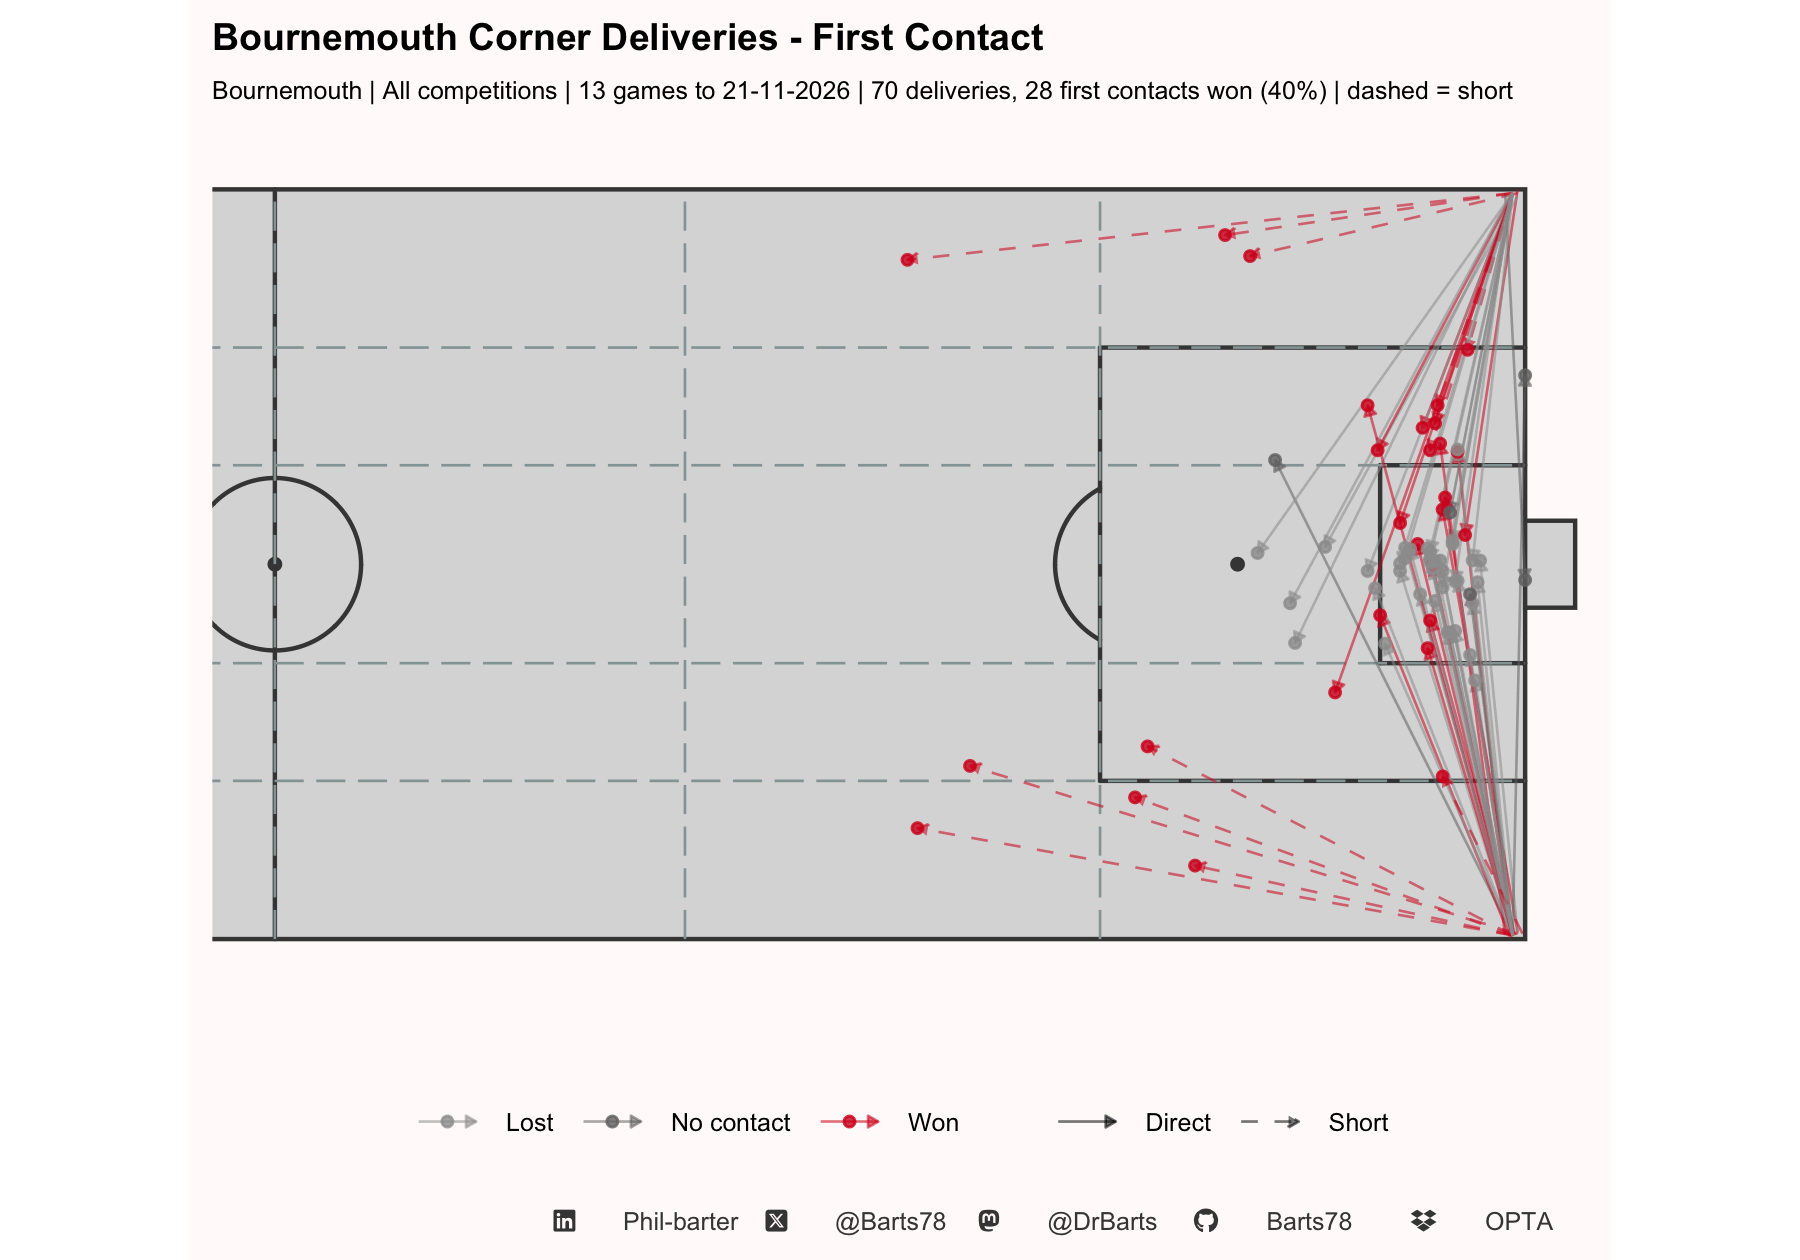 Bournemouth Corner Deliveries - First Contact
Bournemouth | All competitions | 13 games to 21-11-2026 | 70 deliveries, 28 first contacts won (40%) | dashed = short
Lost No contact Won Direct Short
Phil-barter @Barts78 @DrBarts Barts78 OPTA